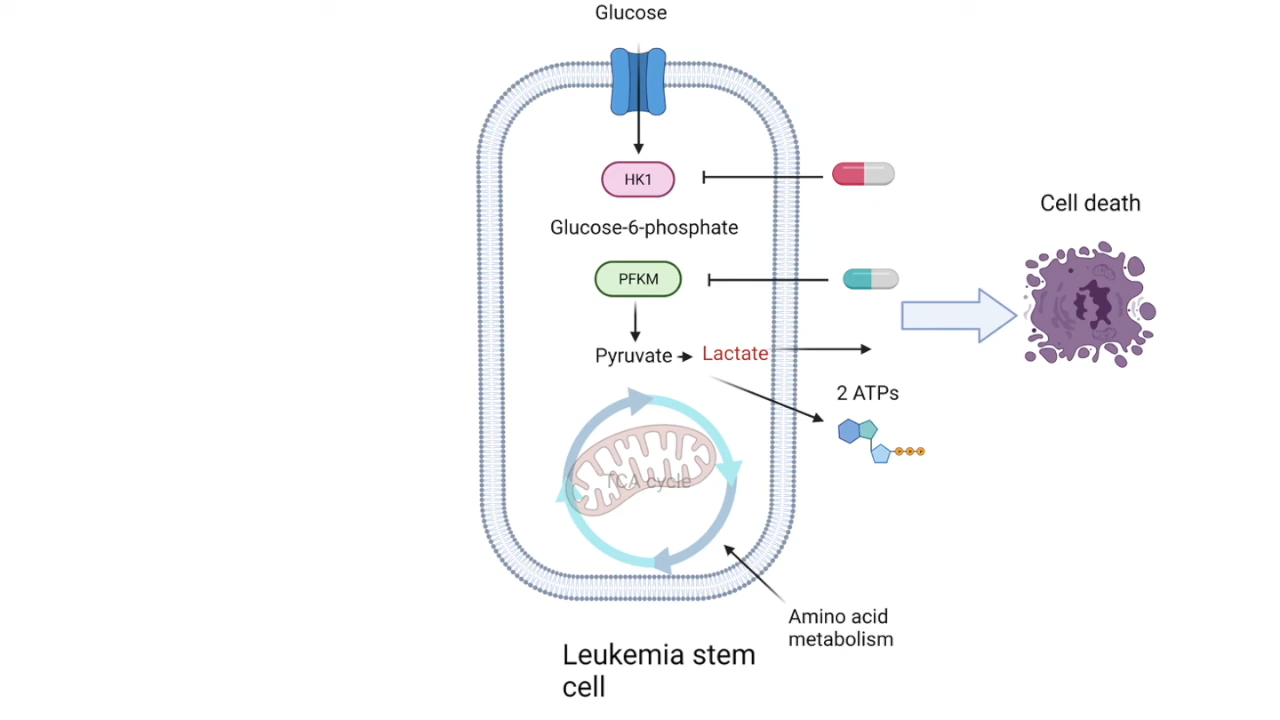 Glucose
HK1
Cell death
Glucose-6-phosphate
PFKM
Pyruvate
Lactate
2 ATPs
P P P
TCA cycle
Amino acid
metabolism
Leukemia stem
cell